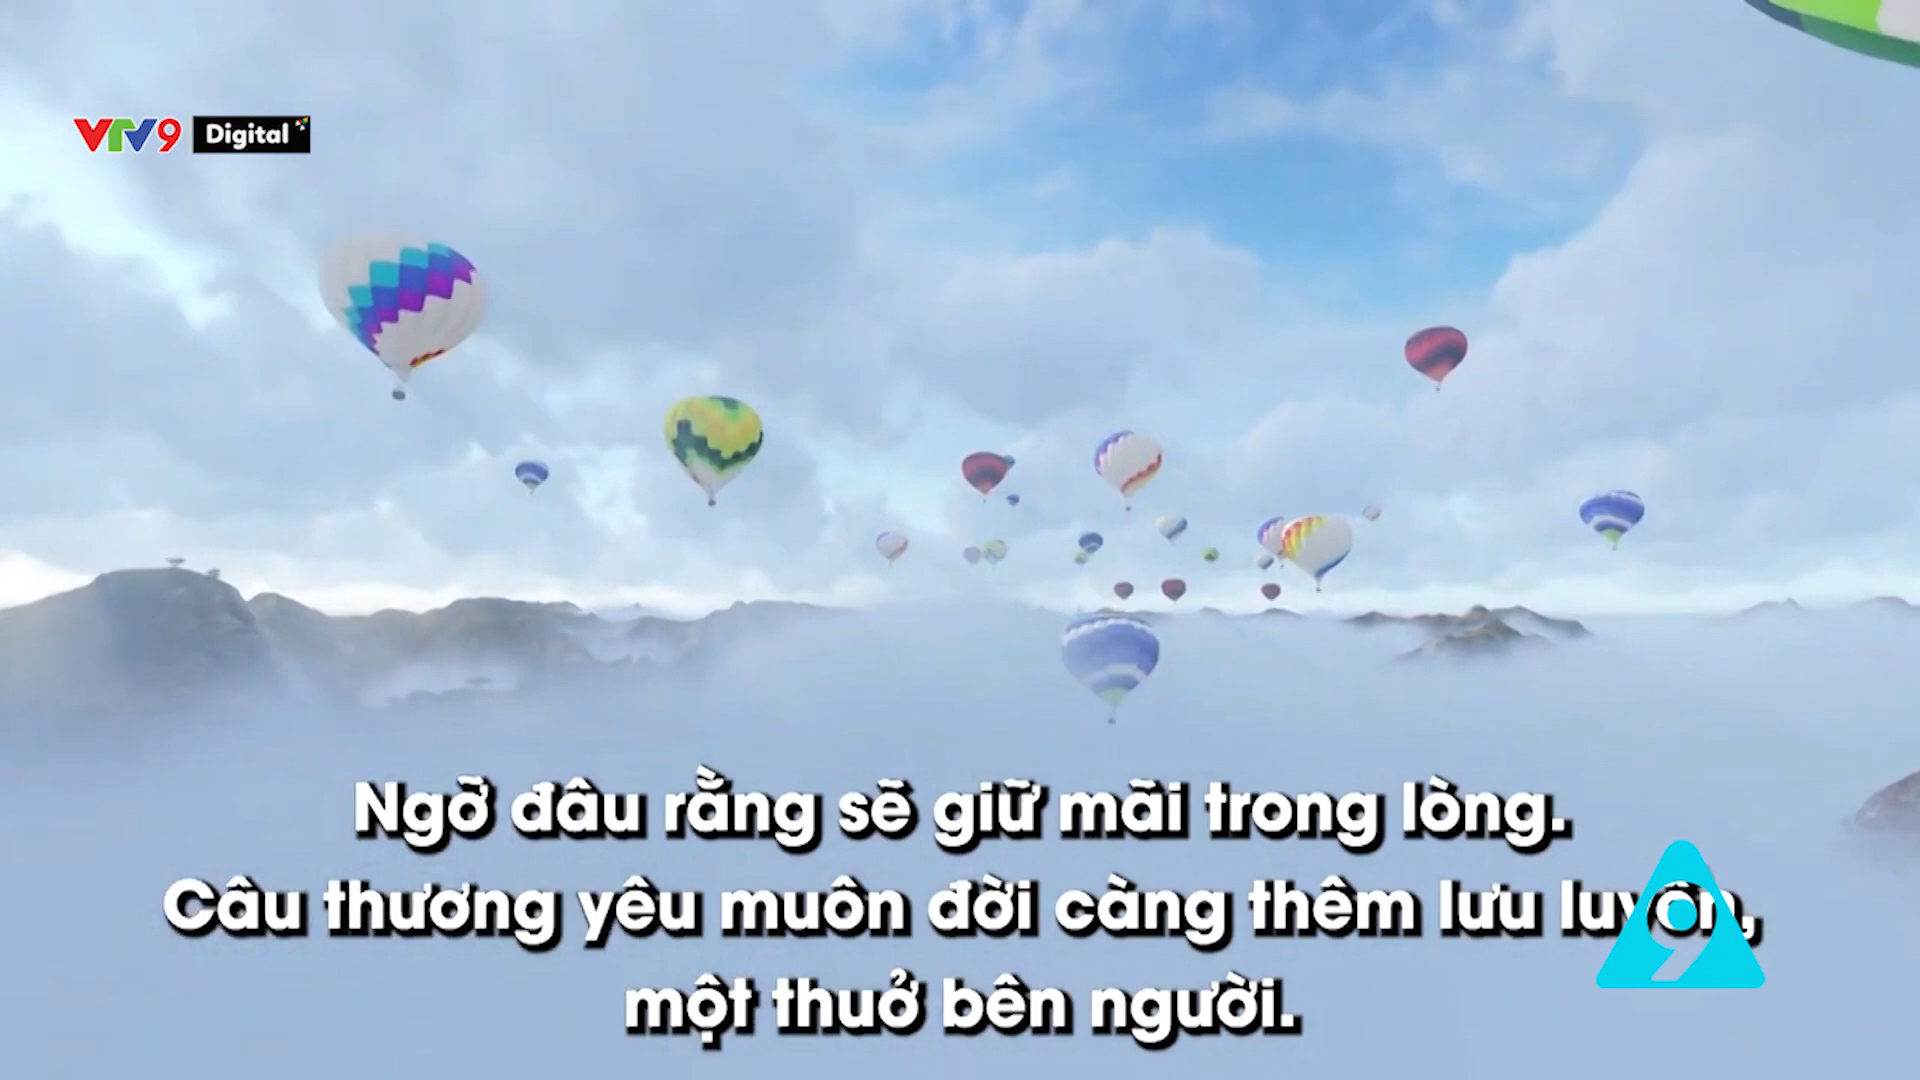 VTV9 Digital
Ngỡ đâu rằng sẽ giữ mãi trong lòng.
Câu thương yêu muôn đời càng thêm lưu
một thuở bên người.
9